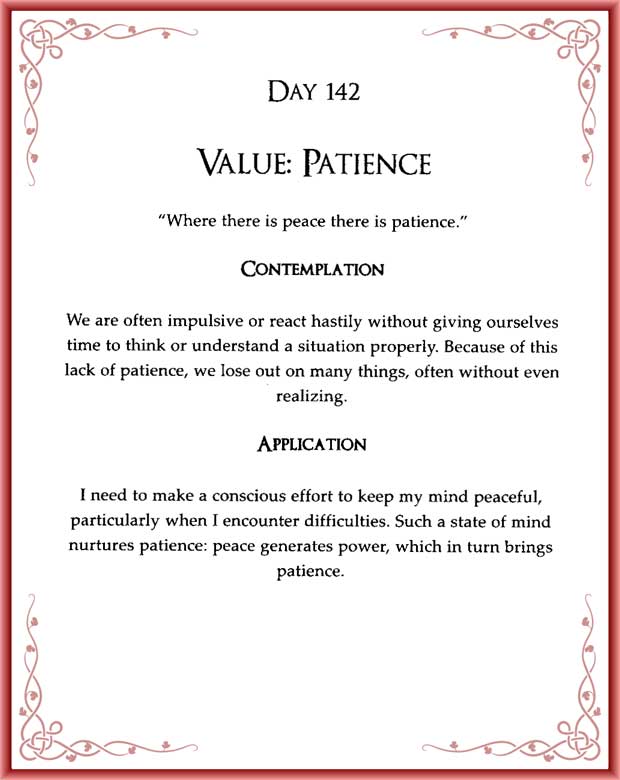 DAY 142
VALUE: PATIENCE
“Where there is peace there is patience.”
CONTEMPLATION
We are often impulsive or react hastily without giving ourselves
time to think or understand a situation properly. Because of this
lack of patience, we lose out on many things, often without even
realizing.
APPLICATION
I need to make a conscious effort to keep my mind peaceful,
particularly when I encounter difficulties. Such a state of mind
nurtures patience: peace generates power, which in turn brings
patience.